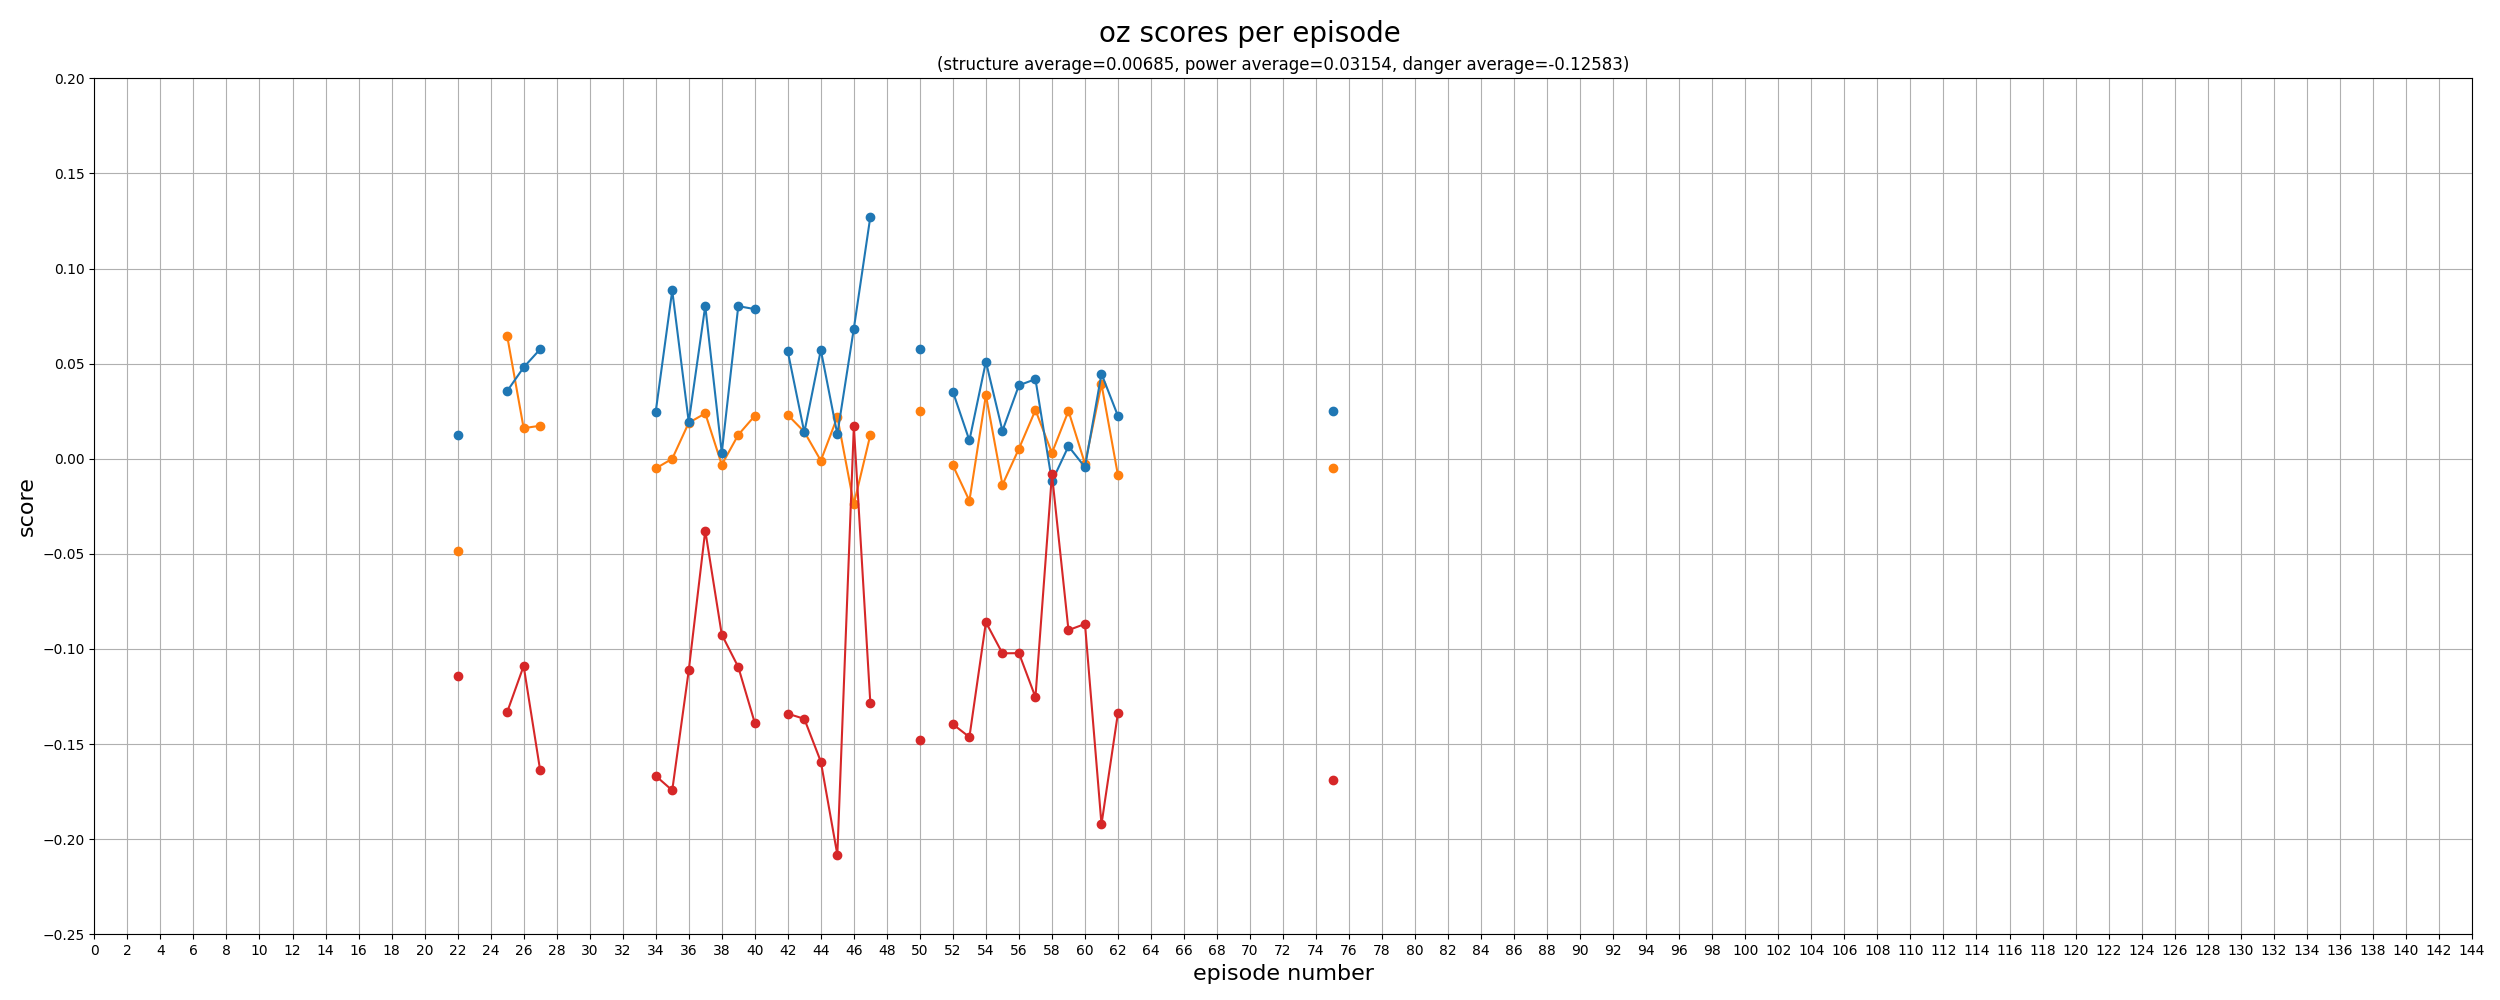 oz scores per episode
(structure average=0.00685, power average=0.03154, danger average=-0.12583)
0.20
0.15
0.10
0.05
0.00
−0.05
−0.10
−0.15
−0.20
−0.25
score
0 2 4 6 8 10 12 14 16 18 20 22 24 26 28 30 32 34 36 38 40 42 44 46 48 50 52 54 56 58 60 62 64 66 68 70 72 74 76 78 80 82 84 86 88 90 92 94 96 98 100 102 104 106 108 110 112 114 116 118 120 122 124 126 128 130 132 134 136 138 140 142 144
episode number